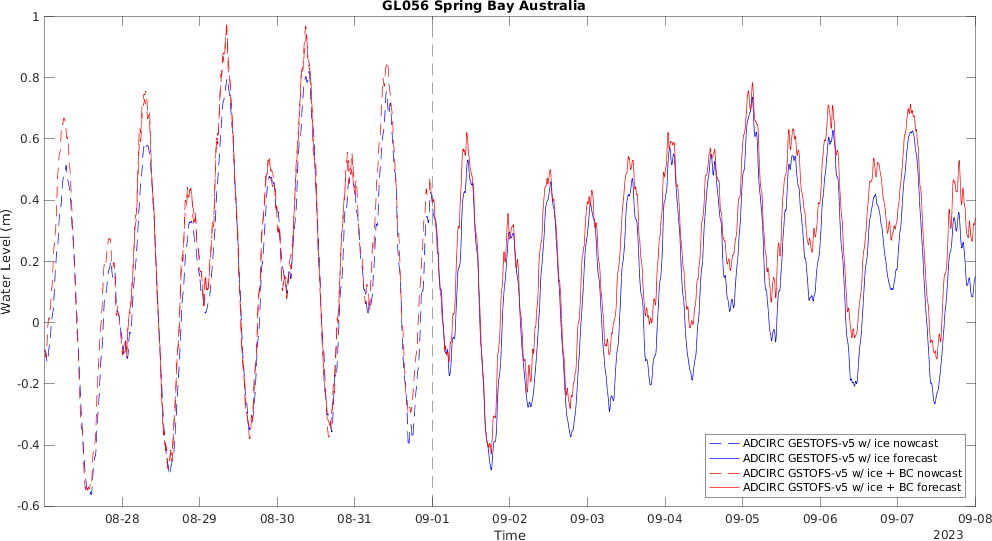 GL056 Spring Bay Australia
Water Level (m)
1
0.8
0.6
0.4
0.2
0
-0.2
-0.4
-0.6
ADCIRC GESTOFS-v5 w/ ice nowcast
ADCIRC GESTOFS-v5 w/ ice forecast
ADCIRC GSTOFS-v5 w/ ice + BC nowcast
ADCIRC GSTOFS-v5 w/ ice + BC forecast
08-28 08-29 08-30 08-31 09-01 09-02 09-03 09-04 09-05 09-06 09-07 09-08
Time
2023